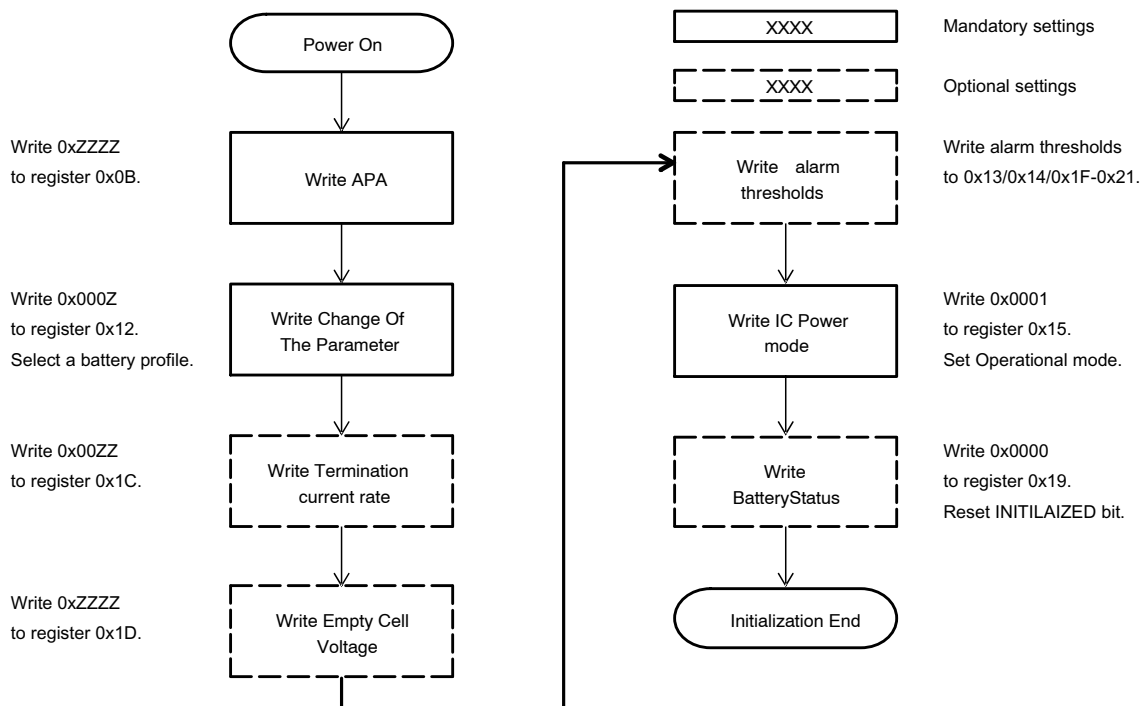 Power On
Write 0xZZZZ
to register 0x0B.
Write APA
Write 0x000Z
to register 0x12.
Select a battery profile.
Write Change Of
The Parameter
Write 0x00ZZ
to register 0x1C.
Write Termination
current rate
Write 0xZZZZ
to register 0x1D.
Write Empty Cell
Voltage
XXXX
Mandatory settings
XXXX
Optional settings
Write alarm
thresholds
Write alarm thresholds
to 0x13/0x14/0x1F-0x21.
Write IC Power
mode
Write 0x0001
to register 0x15.
Set Operational mode.
Write
BatteryStatus
Write 0x0000
to register 0x19.
Reset INITILAIZED bit.
Initialization End